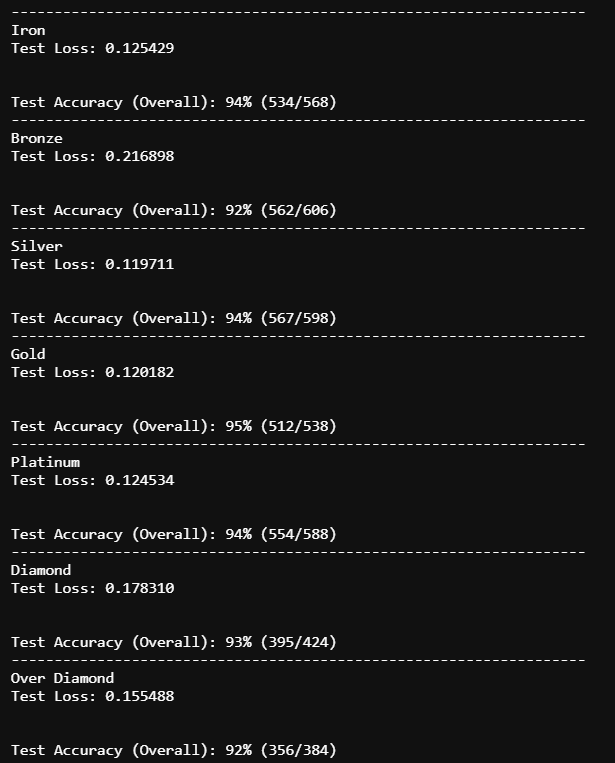 -------------------------------------------------------------------
Iron
Test Loss: 0.125429
Test Accuracy (Overall): 94% (534/568)
-------------------------------------------------------------------
Bronze
Test Loss: 0.216898
Test Accuracy (Overall): 92% (562/606)
-------------------------------------------------------------------
Silver
Test Loss: 0.119711
Test Accuracy (Overall): 94% (567/598)
-------------------------------------------------------------------
Gold
Test Loss: 0.120182
Test Accuracy (Overall): 95% (512/538)
-------------------------------------------------------------------
Platinum
Test Loss: 0.124534
Test Accuracy (Overall): 94% (554/588)
-------------------------------------------------------------------
Diamond
Test Loss: 0.178310
Test Accuracy (Overall): 93% (395/424)
-------------------------------------------------------------------
Over Diamond
Test Loss: 0.155488
Test Accuracy (Overall): 92% (356/384)